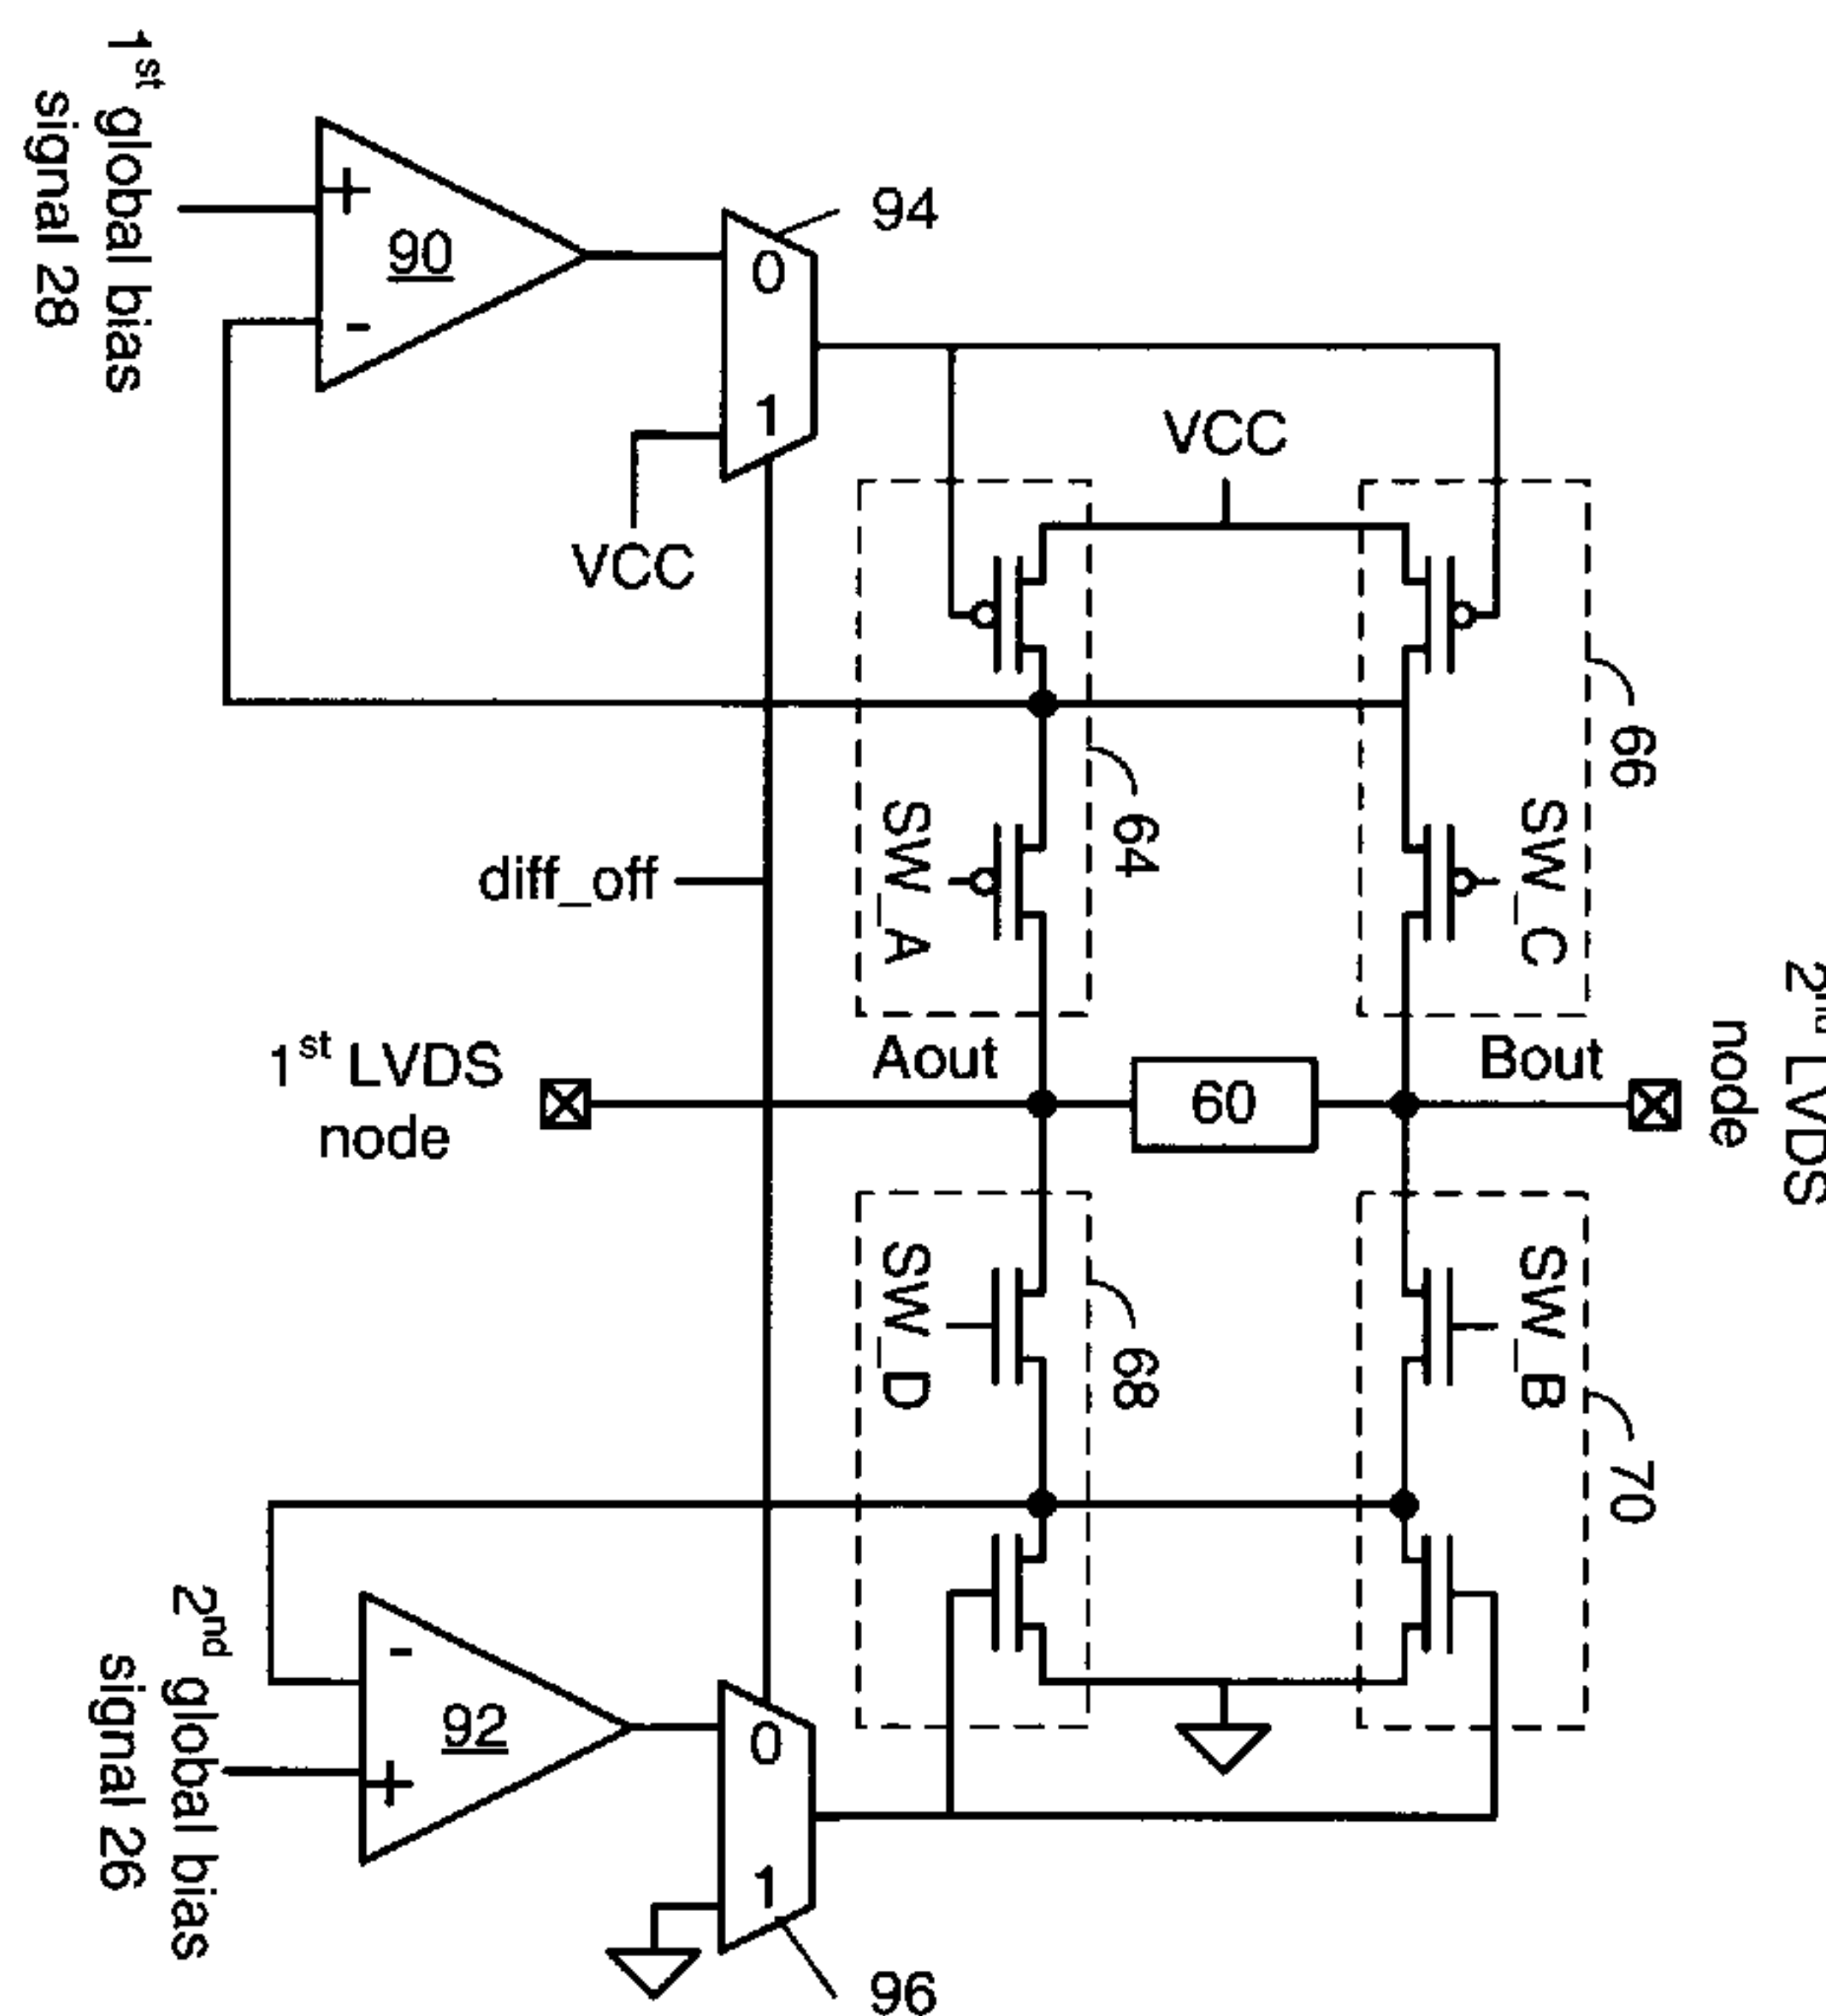 1st global bias
signal 28
+
90
-
94
0
1
VCC
VCC
66
64
SW_A
SW_C
diff_off
1st LVDS
node
Aout
60
Bout
2nd LVDS
node
SW_D
68
SW_B
70
2nd global bias
signal 26
-
92
+
0
1
96